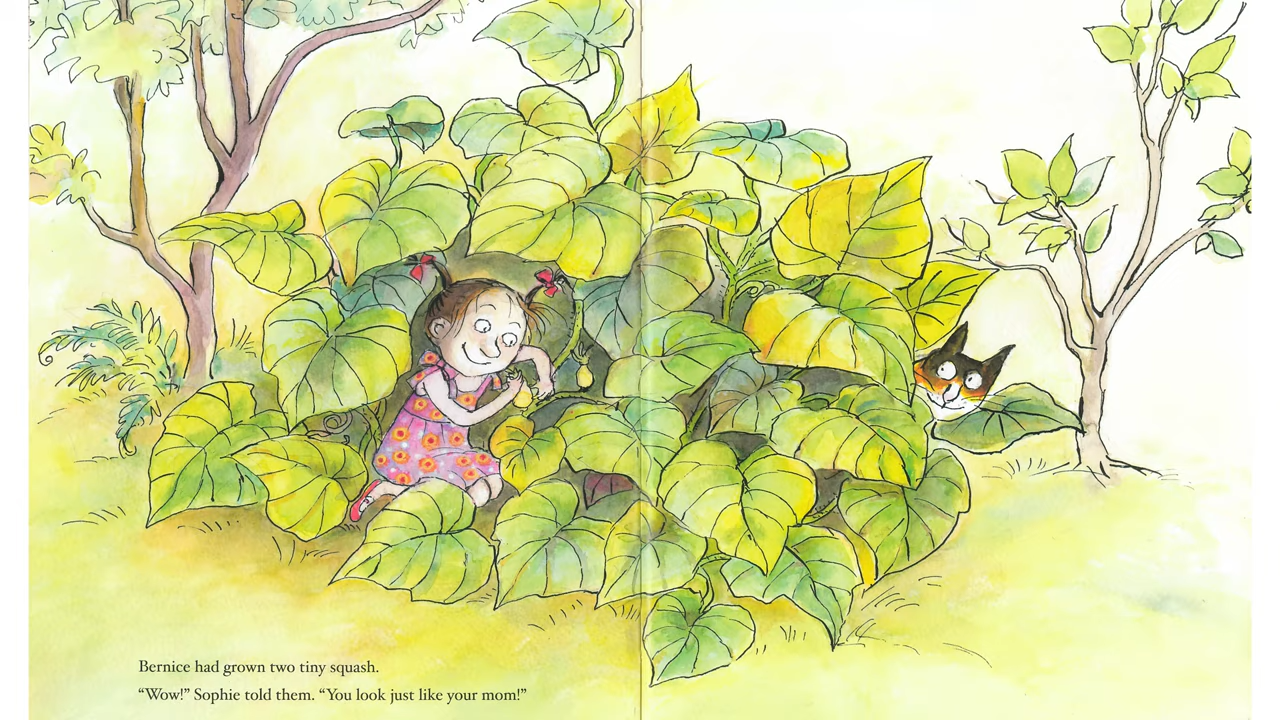 Bernice had grown two tiny squash.
“Wow!” Sophie told them. “You look just like your mom!”